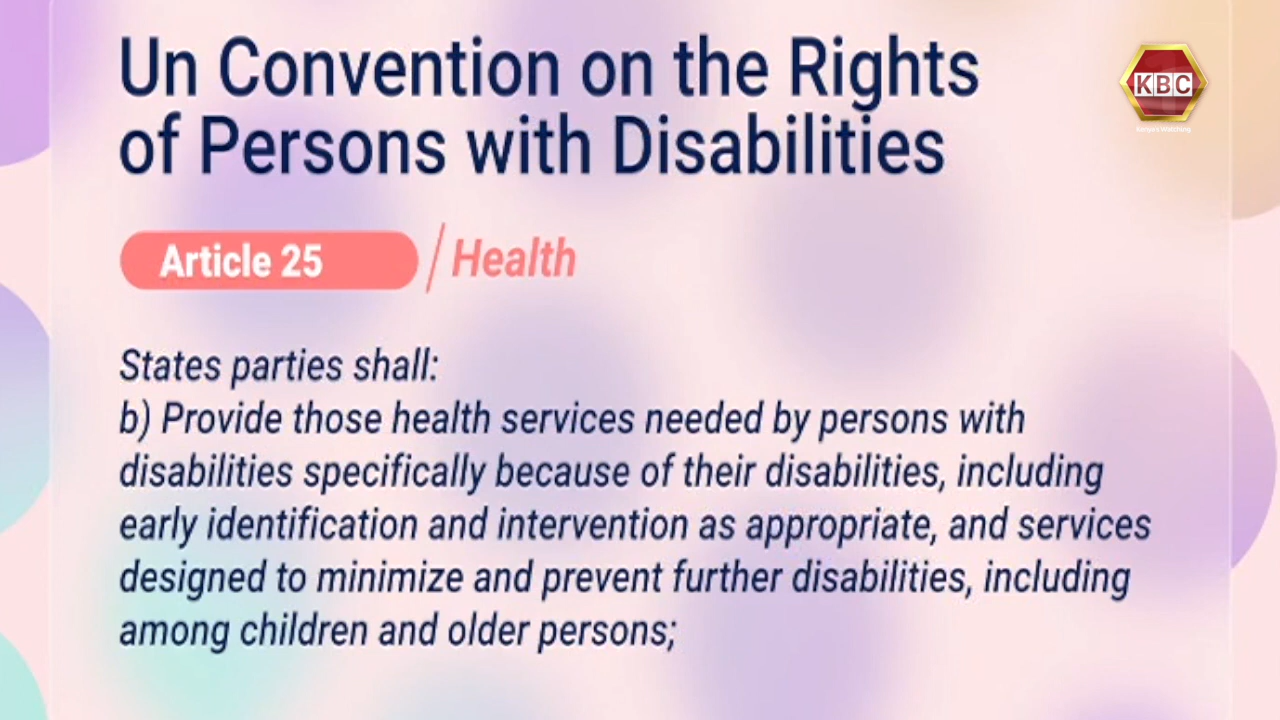 Un Convention on the Rights
of Persons with Disabilities
KBC
Kenya's Watching
Article 25 / Health
States parties shall:
b) Provide those health services needed by persons with
disabilities specifically because of their disabilities, including
early identification and intervention as appropriate, and services
designed to minimize and prevent further disabilities, including
among children and older persons;